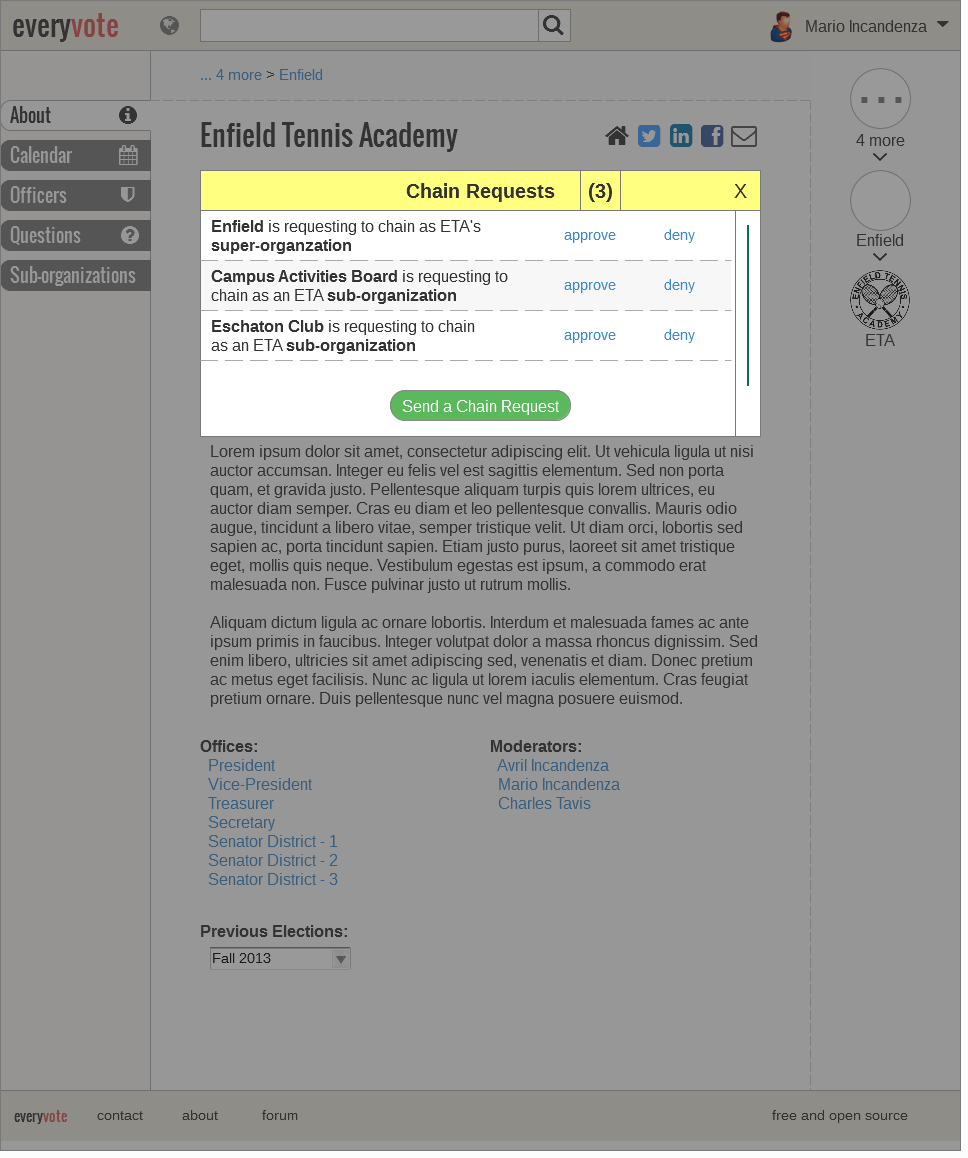 everyvote
Mario Incandenza
... 4 more > Enfield
About
Calendar
Officers
Questions
Sub-organizations
Enfield Tennis Academy
4 more
Enfield
ENFIELD TENNIS
ACADEMY
ETA
Chain Requests (3) X
Enfield is requesting to chain as ETA's
super-organzation
approve deny
Campus Activities Board is requesting to
chain as an ETA sub-organization
approve deny
Eschaton Club is requesting to chain
as an ETA sub-organization
approve deny
Send a Chain Request
Lorem ipsum dolor sit amet, consectetur adipiscing elit. Ut vehicula ligula ut nisi
auctor accumsan. Integer eu felis vel est sagittis elementum. Sed non porta
quam, et gravida justo. Pellentesque aliquam turpis quis lorem ultrices, eu
auctor diam semper. Cras eu diam et leo pellentesque convallis. Mauris odio
augue, tincidunt a libero vitae, semper tristique velit. Ut diam orci, lobortis sed
sapien ac, porta tincidunt sapien. Etiam justo purus, laoreet sit amet tristique
eget, mollis quis neque. Vestibulum egestas est ipsum, a commodo erat
malesuada non. Fusce pulvinar justo ut rutrum mollis.
Aliquam dictum ligula ac ornare lobortis. Interdum et malesuada fames ac ante
ipsum primis in faucibus. Integer volutpat dolor a massa rhoncus dignissim. Sed
enim libero, ultricies sit amet adipiscing sed, venenatis et diam. Donec pretium
ac metus eget facilisis. Nunc ac ligula ut lorem iaculis elementum. Cras feugiat
pretium ornare. Duis pellentesque nunc vel magna posuere euismod.
Offices:
President
Vice-President
Treasurer
Secretary
Senator District - 1
Senator District - 2
Senator District - 3
Moderators:
Avril Incandenza
Mario Incandenza
Charles Tavis
Previous Elections:
Fall 2013
everyvote contact about forum free and open source